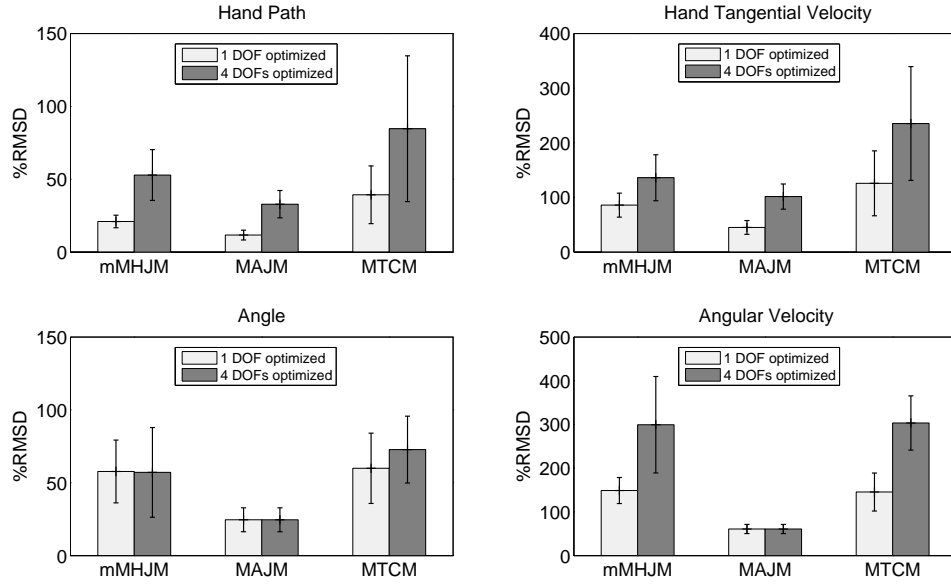 Hand Path
%RMSD
150
100
50
0
1 DOF optimized
4 DOFs optimized
mMHJM MAJM MTCM
Hand Tangential Velocity
%RMSD
400
300
200
100
0
1 DOF optimized
4 DOFs optimized
mMHJM MAJM MTCM
Angle
%RMSD
150
100
50
0
1 DOF optimized
4 DOFs optimized
mMHJM MAJM MTCM
Angular Velocity
%RMSD
500
400
300
200
100
0
1 DOF optimized
4 DOFs optimized
mMHJM MAJM MTCM